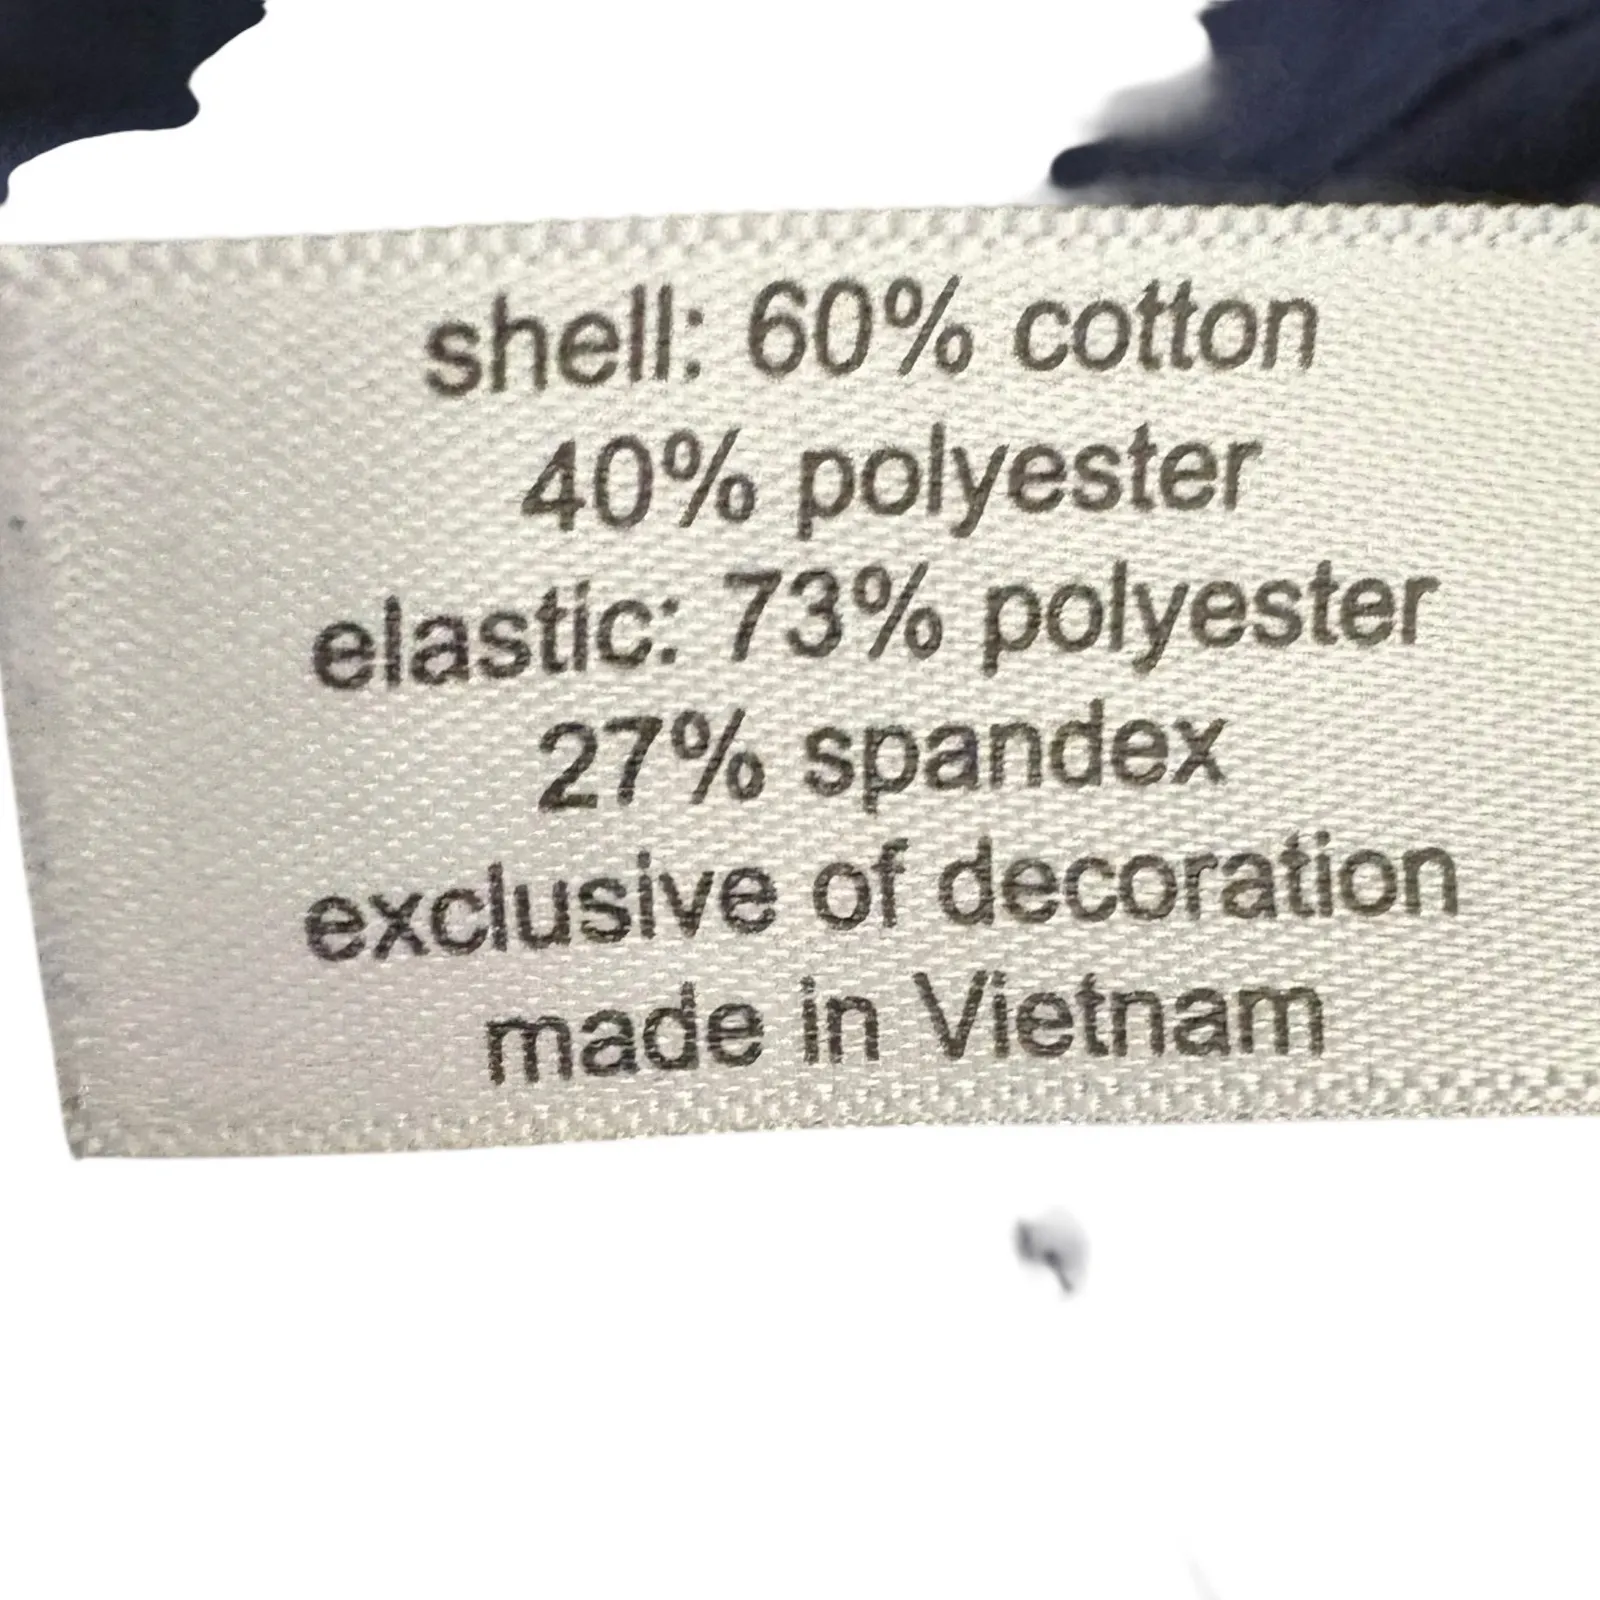 shell: 60% cotton
40% polyester
elastic: 73% polyester
27% spandex
exclusive of decoration
made in Vietnam